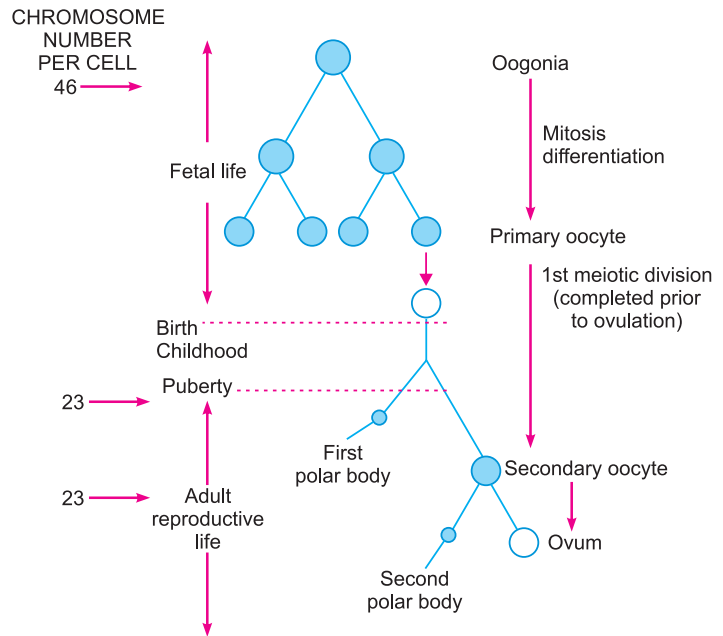 CHROMOSOME
NUMBER
PER CELL
46
Oogonia
Mitosis
differentiation
Fetal life
Primary oocyte
1st meiotic division
(completed prior
to ovulation)
Birth
Childhood
Puberty
23
First
polar body
Secondary oocyte
23
Adult
reproductive
life
Ovum
Second
polar body